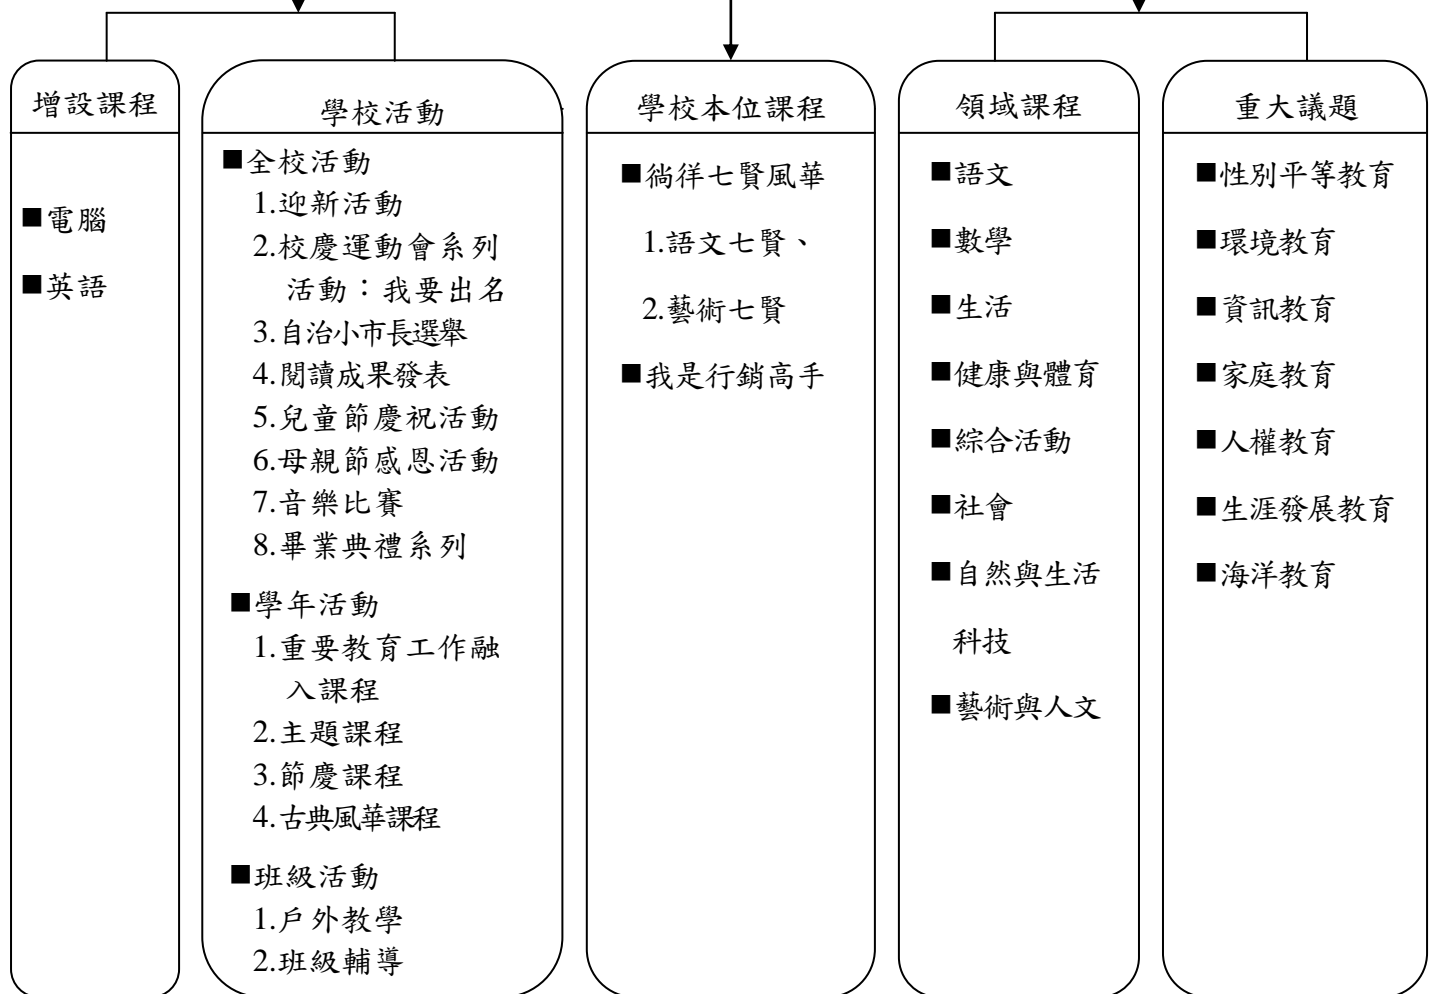 增設課程
■電腦
■英語
學校活動
■全校活動
1.迎新活動
2.校慶運動會系列
活動：我要出名
3.自治小市長選舉
4.閱讀成果發表
5.兒童節慶祝活動
6.母親節感恩活動
7.音樂比賽
8.畢業典禮系列
■學年活動
1.重要教育工作融
入課程
2.主題課程
3.節慶課程
4.古典風華課程
■班級活動
1.戶外教學
2.班級輔導
學校本位課程
■徜徉七賢風華
1.語文七賢、
2.藝術七賢
■我是行銷高手
領域課程
■語文
■數學
■生活
■健康與體育
■綜合活動
■社會
■自然與生活
科技
■藝術與人文
重大議題
■性別平等教育
■環境教育
■資訊教育
■家庭教育
■人權教育
■生涯發展教育
■海洋教育